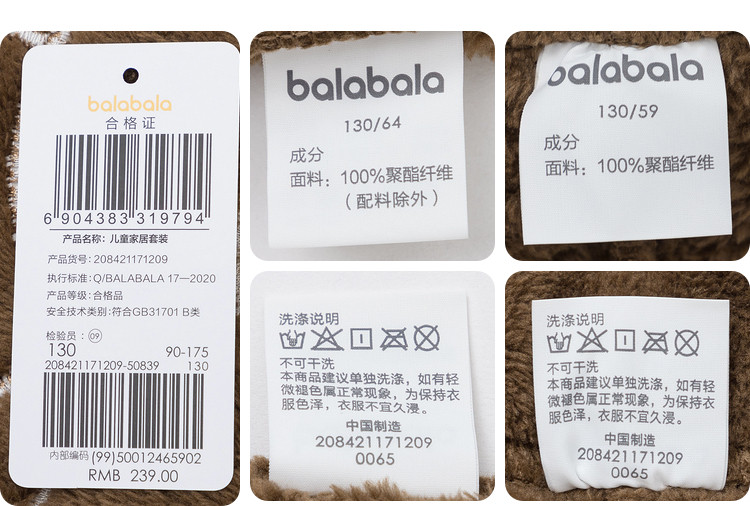 balabala
合格证
6 904383 319794
产品名称: 儿童家居套装
产品货号: 208421171209
执行标准: Q/BALABALA 17—2020
产品等级: 合格品
安全技术类别: 符合GB31701 B类
检验员: 09
130 90-175
208421171209-50839 130
内部编码 (99)50012465902
RMB 239.00
balabala
130/64
成分
面料: 100%聚酯纤维
(配料除外)
balabala
130/59
成分
面料: 100%聚酯纤维
洗涤说明
不可干洗
本商品建议单独洗涤, 如有轻
微褪色属正常现象, 为保持衣
服色泽, 衣服不宜久浸。
中国制造
208421171209
0065
洗涤说明
不可干洗
本商品建议单独洗涤, 如有轻
微褪色属正常现象, 为保持衣
服色泽, 衣服不宜久浸。
中国制造
208421171209
0065